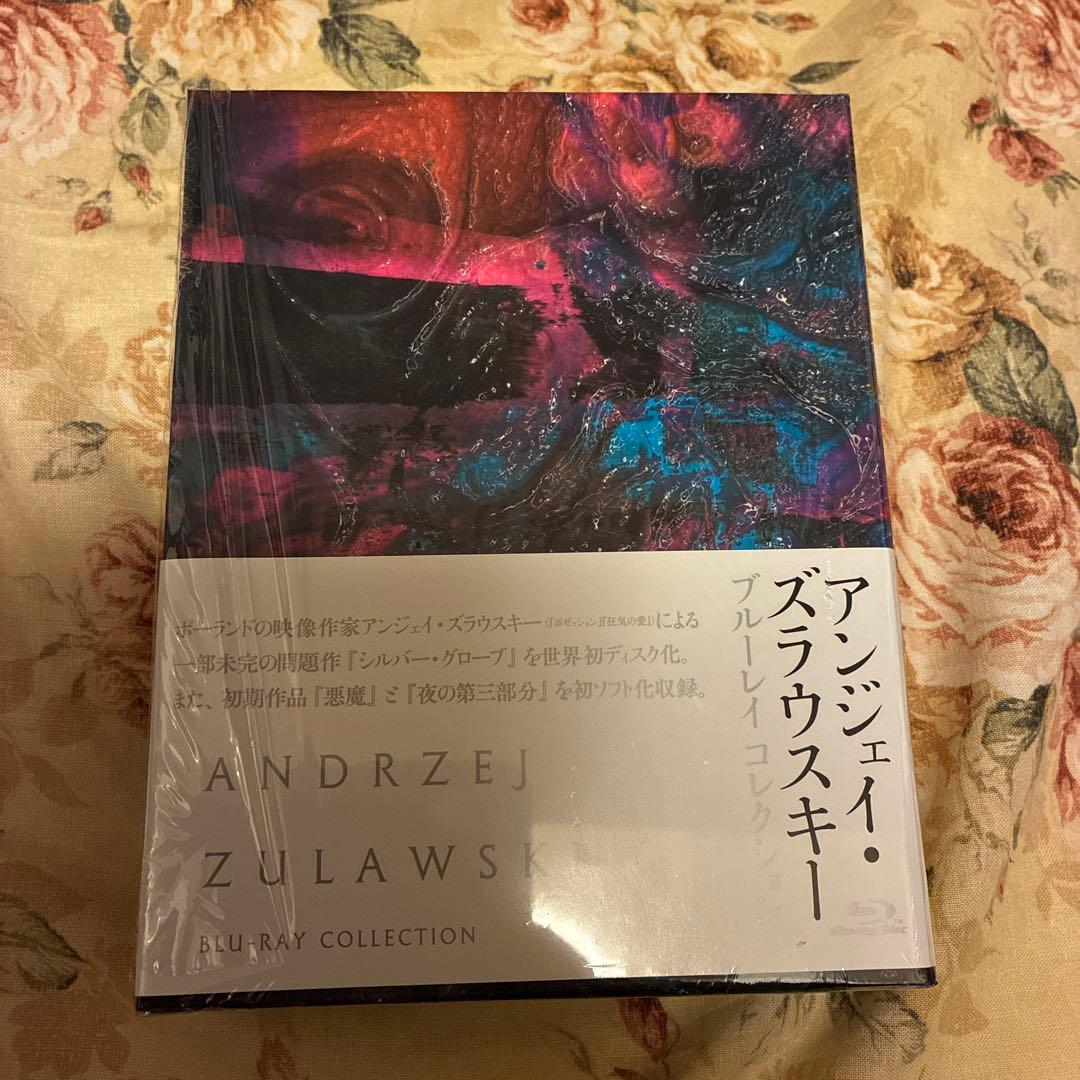 アンジェイ・
ズラウスキー
ブルーレイ コレクション
ポーランドの映像作家アンジェイ・ズラウスキー(『ポゼッション』『狂気の愛』)による
一部未完の問題作『シルバー・グローブ』を世界初ディスク化。
また、初期作品『悪魔』と『夜の第三部分』を初ソフト化収録。
ANDRZEJ
ZULAWSK
BLU-RAY COLLECTION
Blu-ray Disc
TM